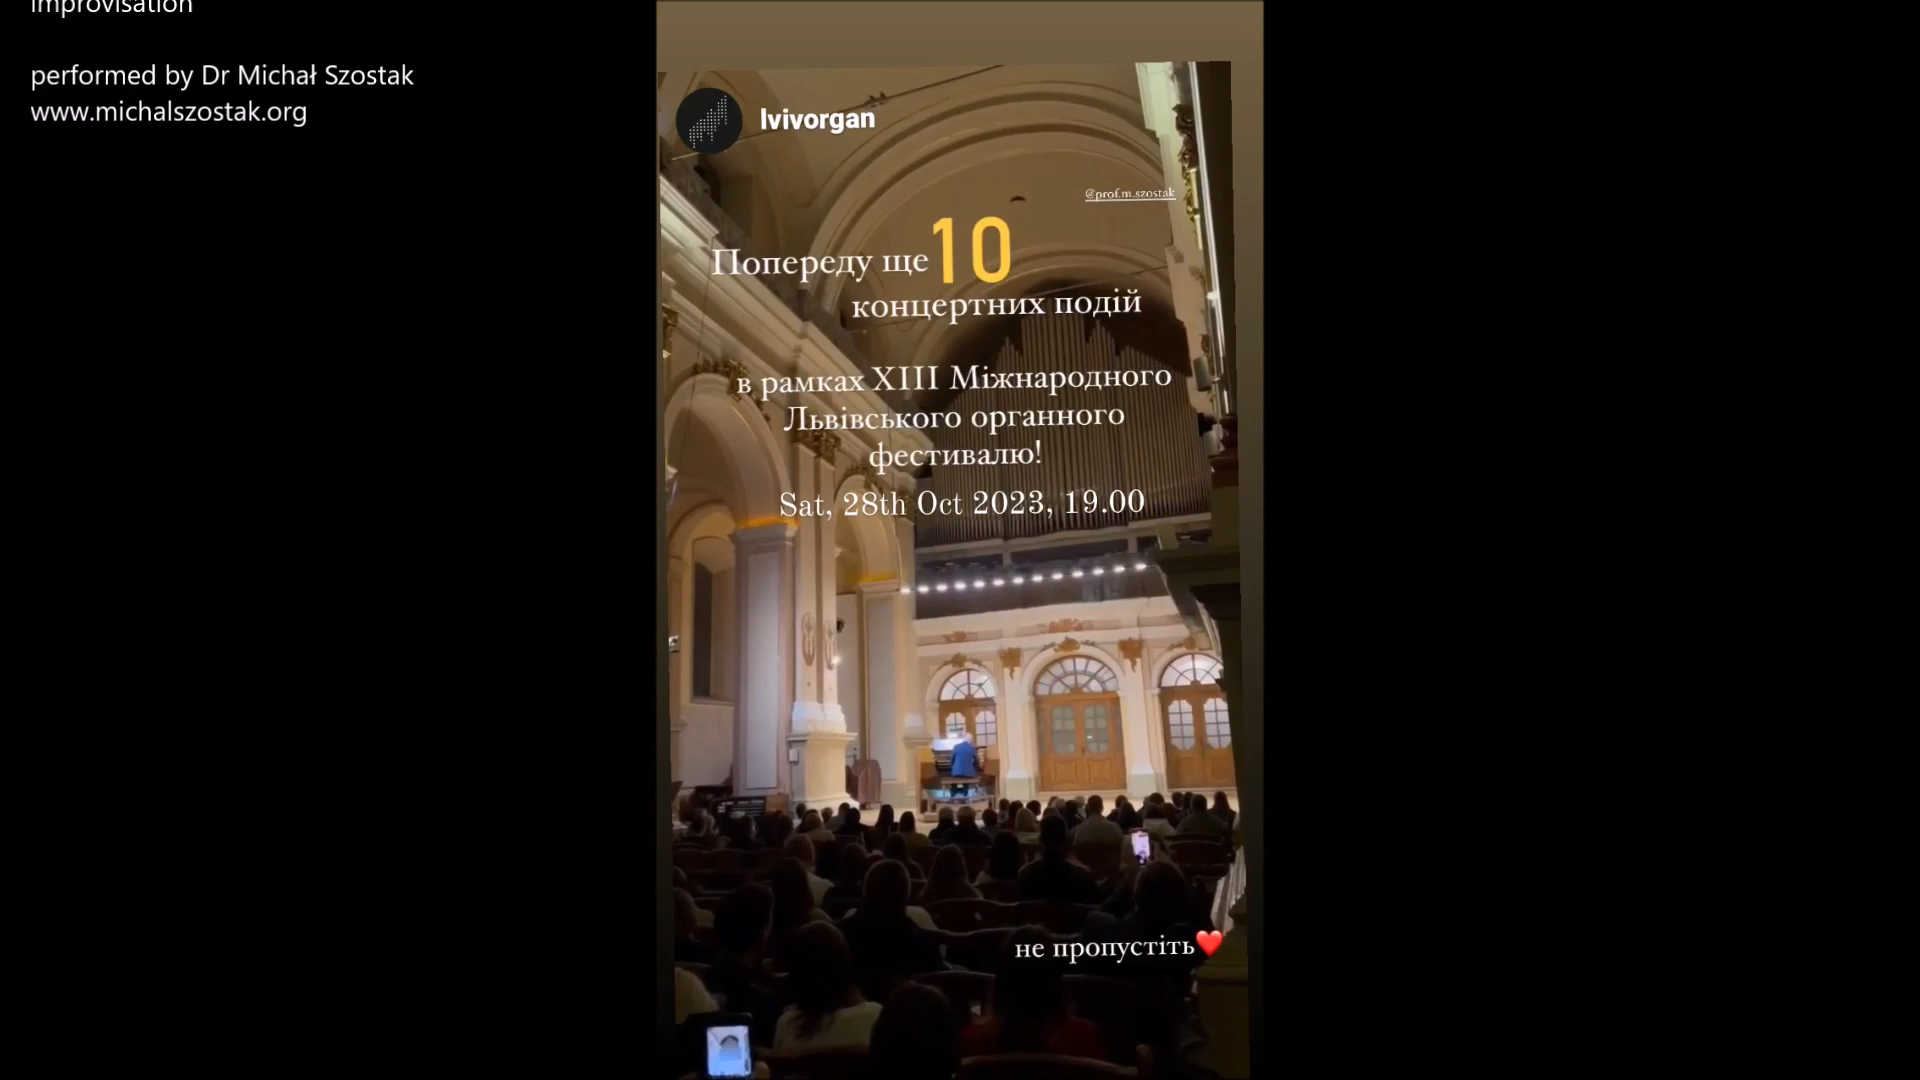 improvisation
performed by Dr Michał Szostak
www.michalszostak.org
lvivorgan
@prof.m.szostak
Попереду ще 10
концертних подій
в рамках XIII Міжнародного
Львівського органного
фестивалю!
Sat, 28th Oct 2023, 19.00
не пропустіть❤️